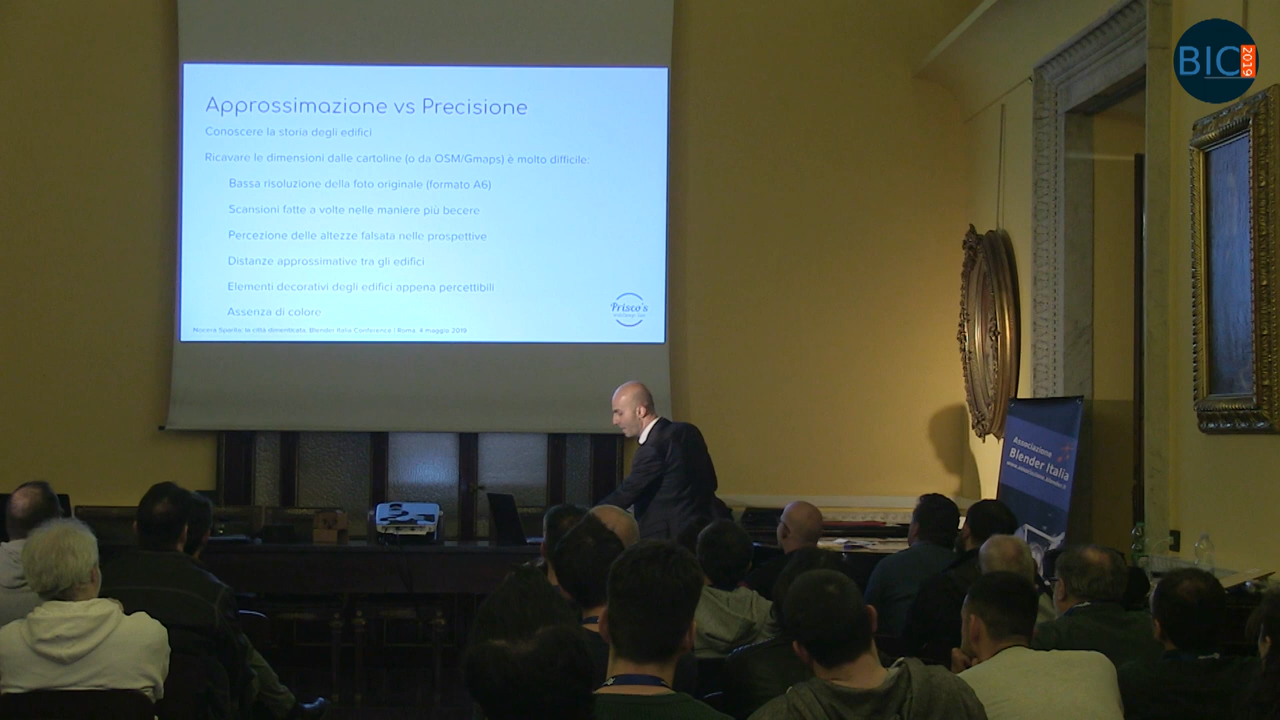 BIC
2019
Approssimazione vs Precisione
Conoscere la storia degli edifici
Ricavare le dimensioni dalle cartoline (o da OSM/Gmaps) è molto difficile.
Bassa risoluzione della foto originale (formato A6)
Scansioni fatte a volte nelle maniere più becere
Percezione delle altezze falsata nelle prospettive
Distanze approssimative tra gli edifici
Elementi decorativi degli edifici appena percettibili
Assenza di colore
Prisco's
Nocera Sparita: la città dimenticata. Blender Italia Conference | Roma, 4 maggio 2019
Associazione
Blender Italia